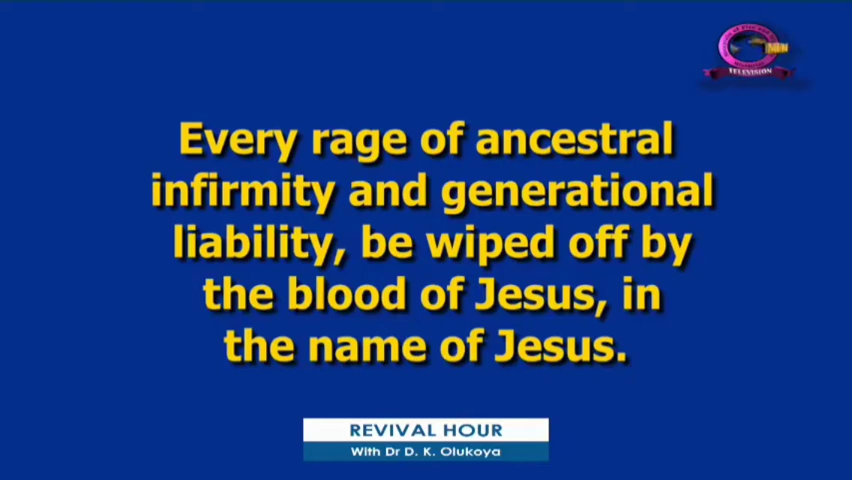 Every rage of ancestral
infirmity and generational
liability, be wiped off by
the blood of Jesus, in
the name of Jesus.
REVIVAL HOUR
With Dr D. K. Olukoya
TELEVISION